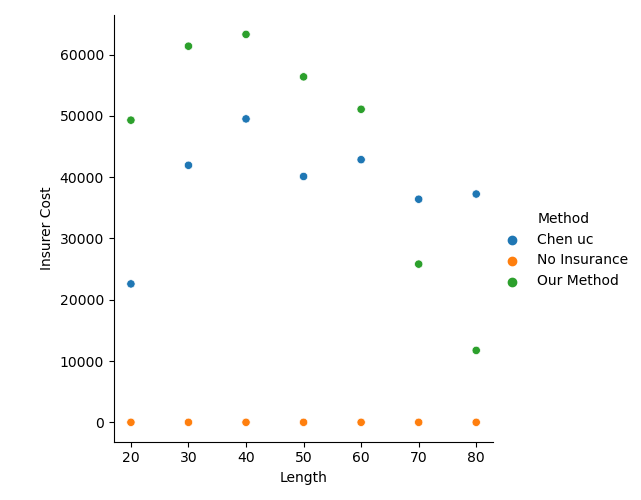 60000
50000
40000
30000
20000
10000
0
Insurer Cost
20 30 40 50 60 70 80
Length
Method
Chen uc
No Insurance
Our Method